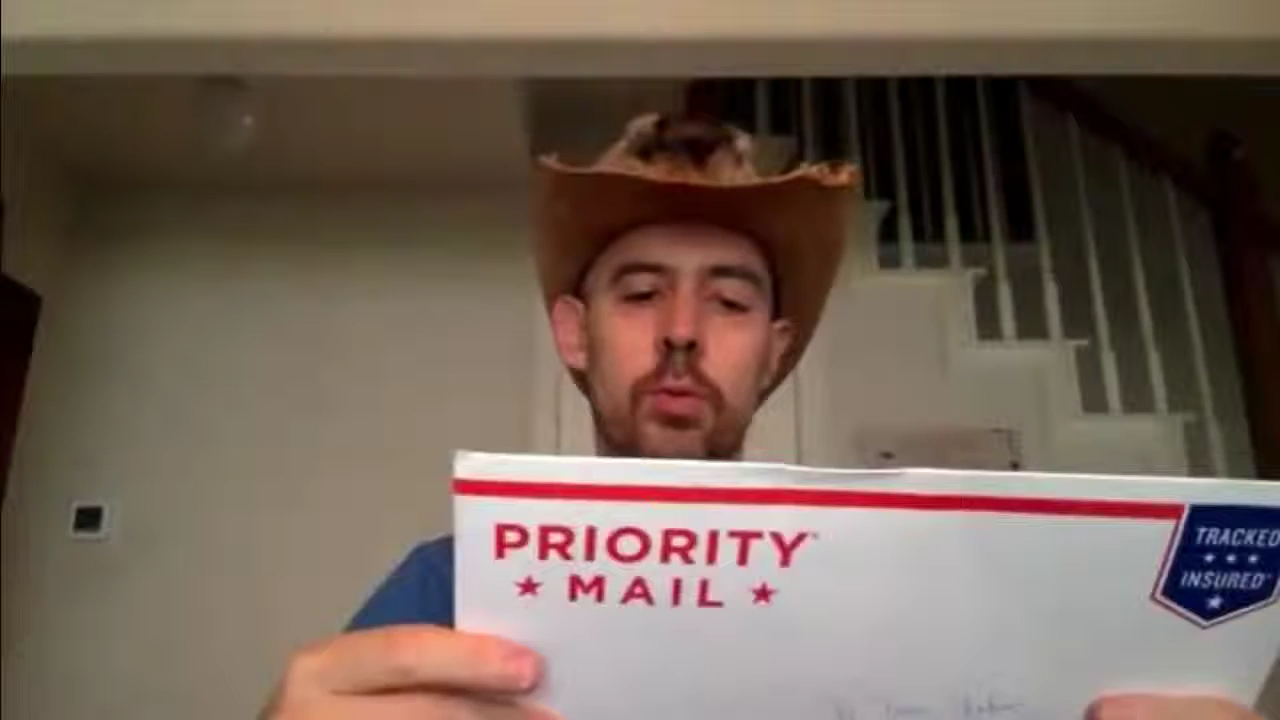 PRIORITY
★ MAIL ★
TRACKED
★ ★ ★
INSURED
★